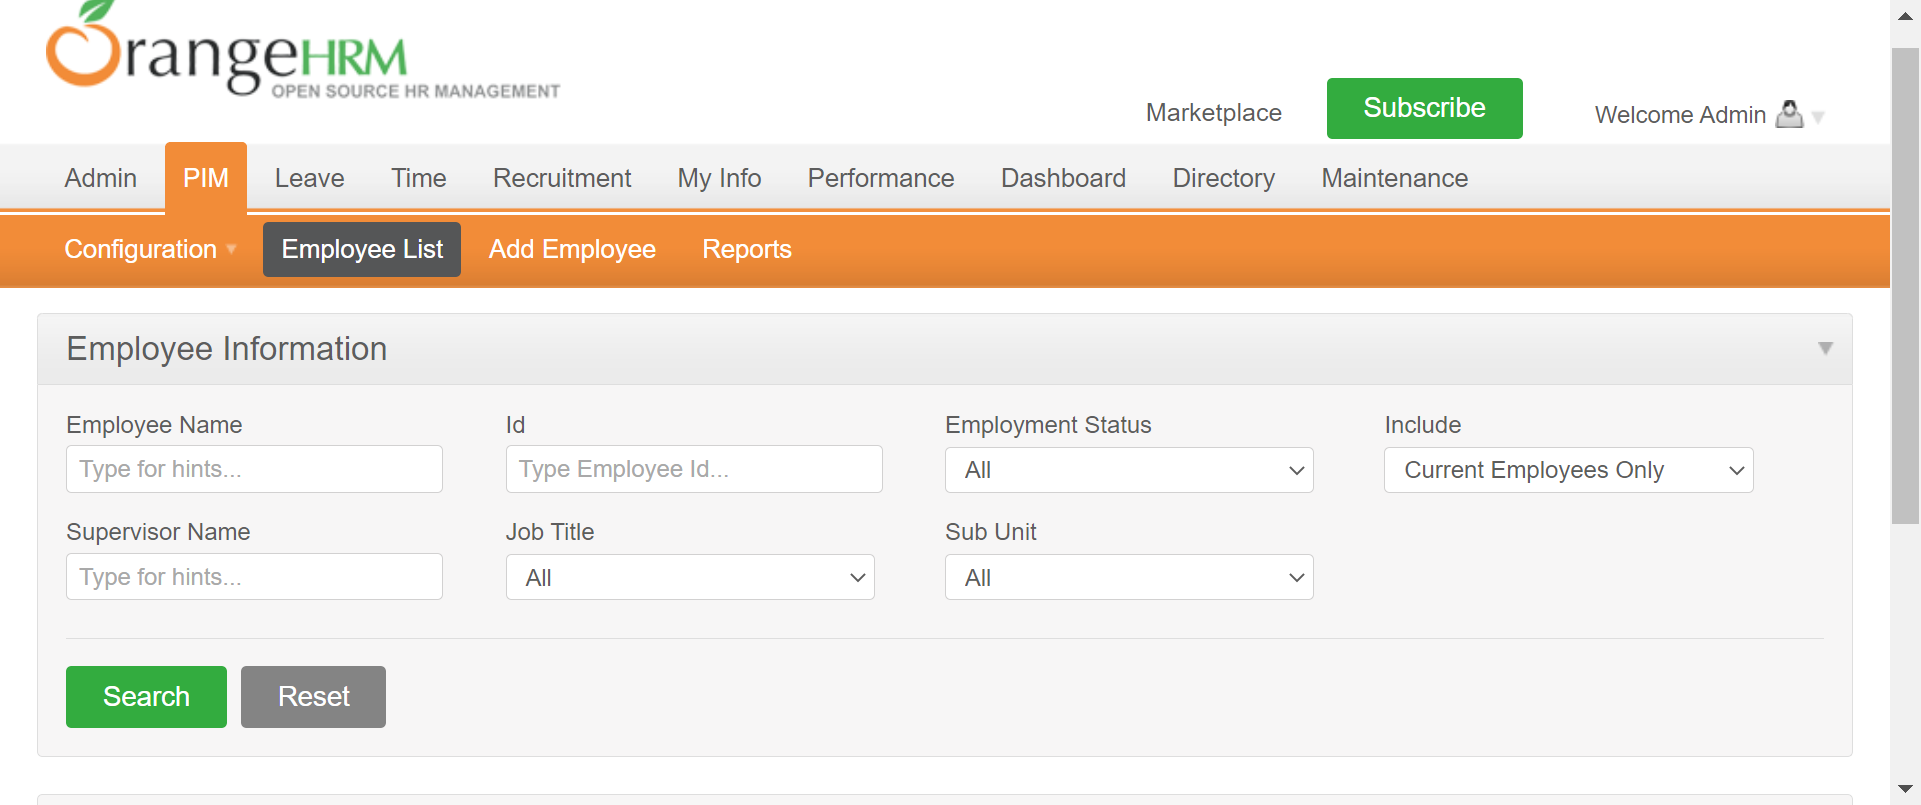 OrangeHRM
OPEN SOURCE HR MANAGEMENT
Marketplace
Subscribe
Welcome Admin
Admin PIM Leave Time Recruitment My Info Performance Dashboard Directory Maintenance
Configuration Employee List Add Employee Reports
Employee Information
Employee Name Id Employment Status Include
Type for hints... Type Employee Id... All Current Employees Only
Supervisor Name Job Title Sub Unit
Type for hints... All All
Search Reset